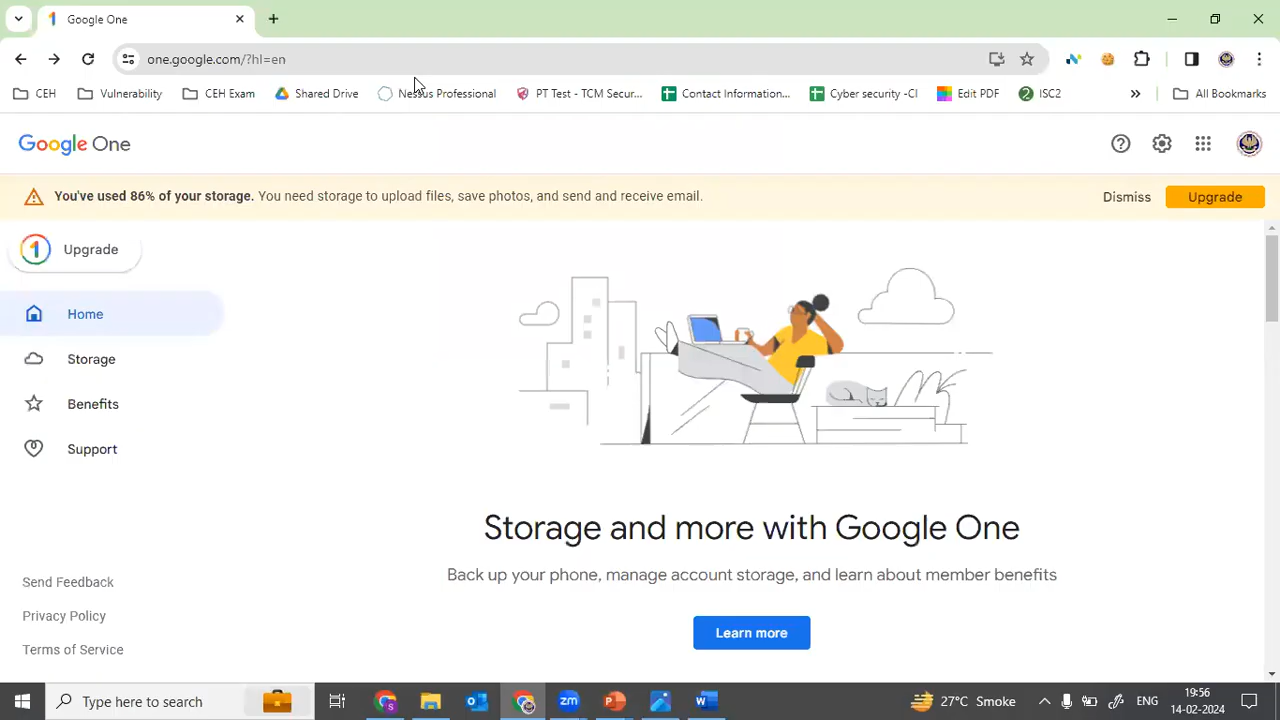 Google One
one.google.com/?hl=en
CEH
Vulnerability
CEH Exam
Shared Drive
Nessus Professional
PT Test - TCM Secur...
Contact Information...
Cyber security -CI
Edit PDF
ISC2
All Bookmarks
Google One
You've used 86% of your storage. You need storage to upload files, save photos, and send and receive email.
Dismiss
Upgrade
Upgrade
Home
Storage
Benefits
Support
Storage and more with Google One
Back up your phone, manage account storage, and learn about member benefits
Learn more
Send Feedback
Privacy Policy
Terms of Service
Type here to search
27°C Smoke
ENG
19:56
14-02-2024